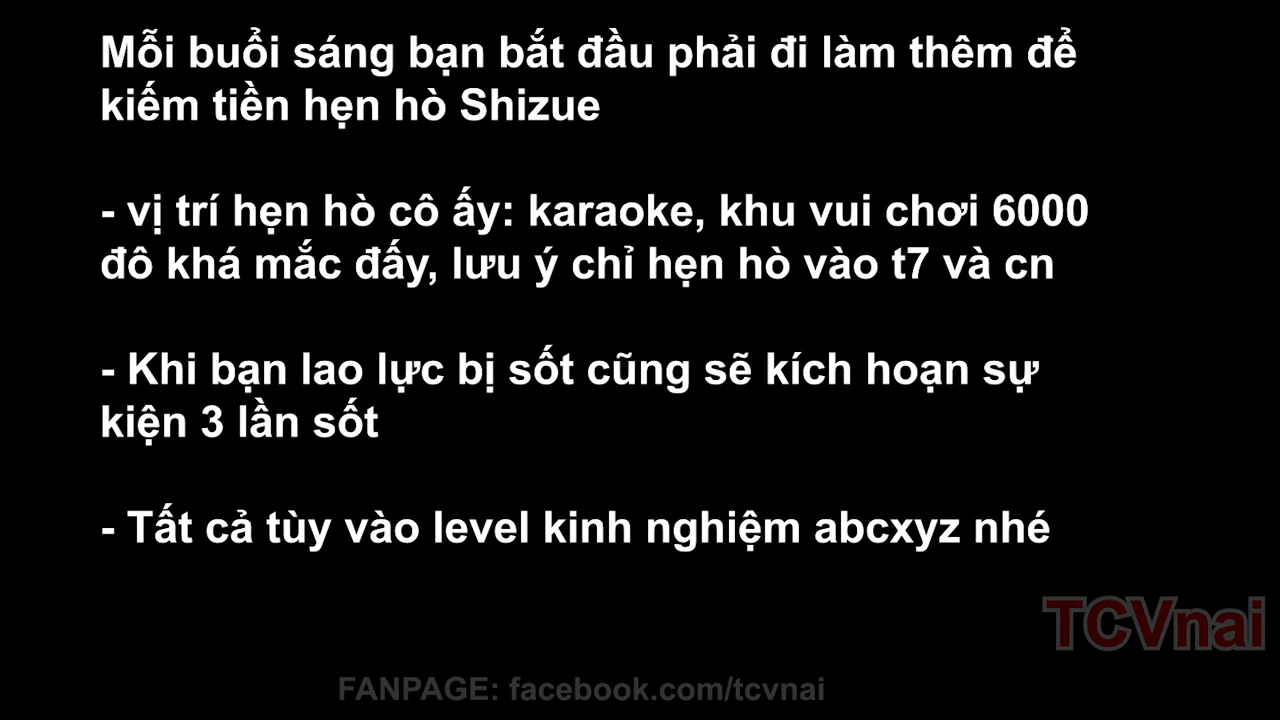 Mỗi buổi sáng bạn bắt đầu phải đi làm thêm để
kiếm tiền hẹn hò Shizue
- vị trí hẹn hò cô ấy: karaoke, khu vui chơi 6000
đô khá mắc đấy, lưu ý chỉ hẹn hò vào t7 và cn
- Khi bạn lao lực bị sốt cũng sẽ kích hoạn sự
kiện 3 lần sốt
- Tất cả tùy vào level kinh nghiệm abcxyz nhé
TCVnai
FANPAGE: facebook.com/tcvnai